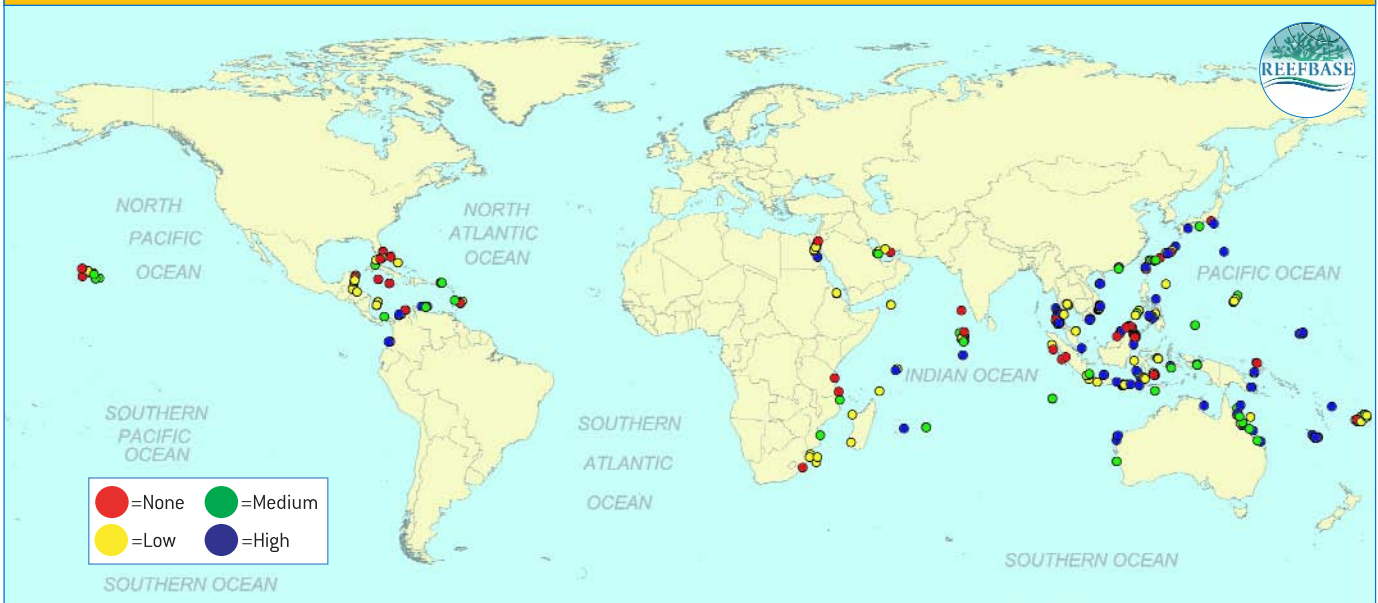 REEFBASE
NORTH
PACIFIC
OCEAN
NORTH
ATLANTIC
OCEAN
PACIFIC OCEAN
INDIAN OCEAN
SOUTHERN
PACIFIC
OCEAN
SOUTHERN
ATLANTIC
OCEAN
=None
=Medium
=Low
=High
SOUTHERN OCEAN
SOUTHERN OCEAN